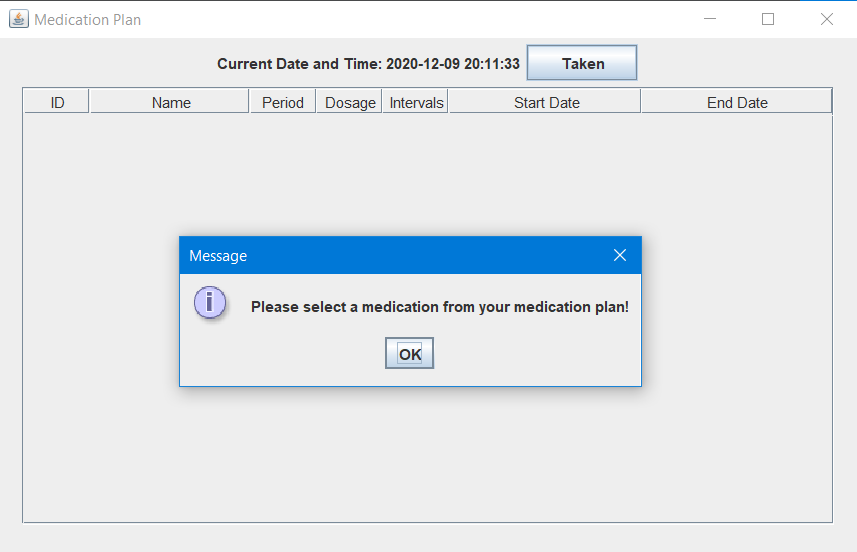 Medication Plan
Current Date and Time: 2020-12-09 20:11:33 Taken
ID Name Period Dosage Intervals Start Date End Date
Message
Please select a medication from your medication plan!
OK